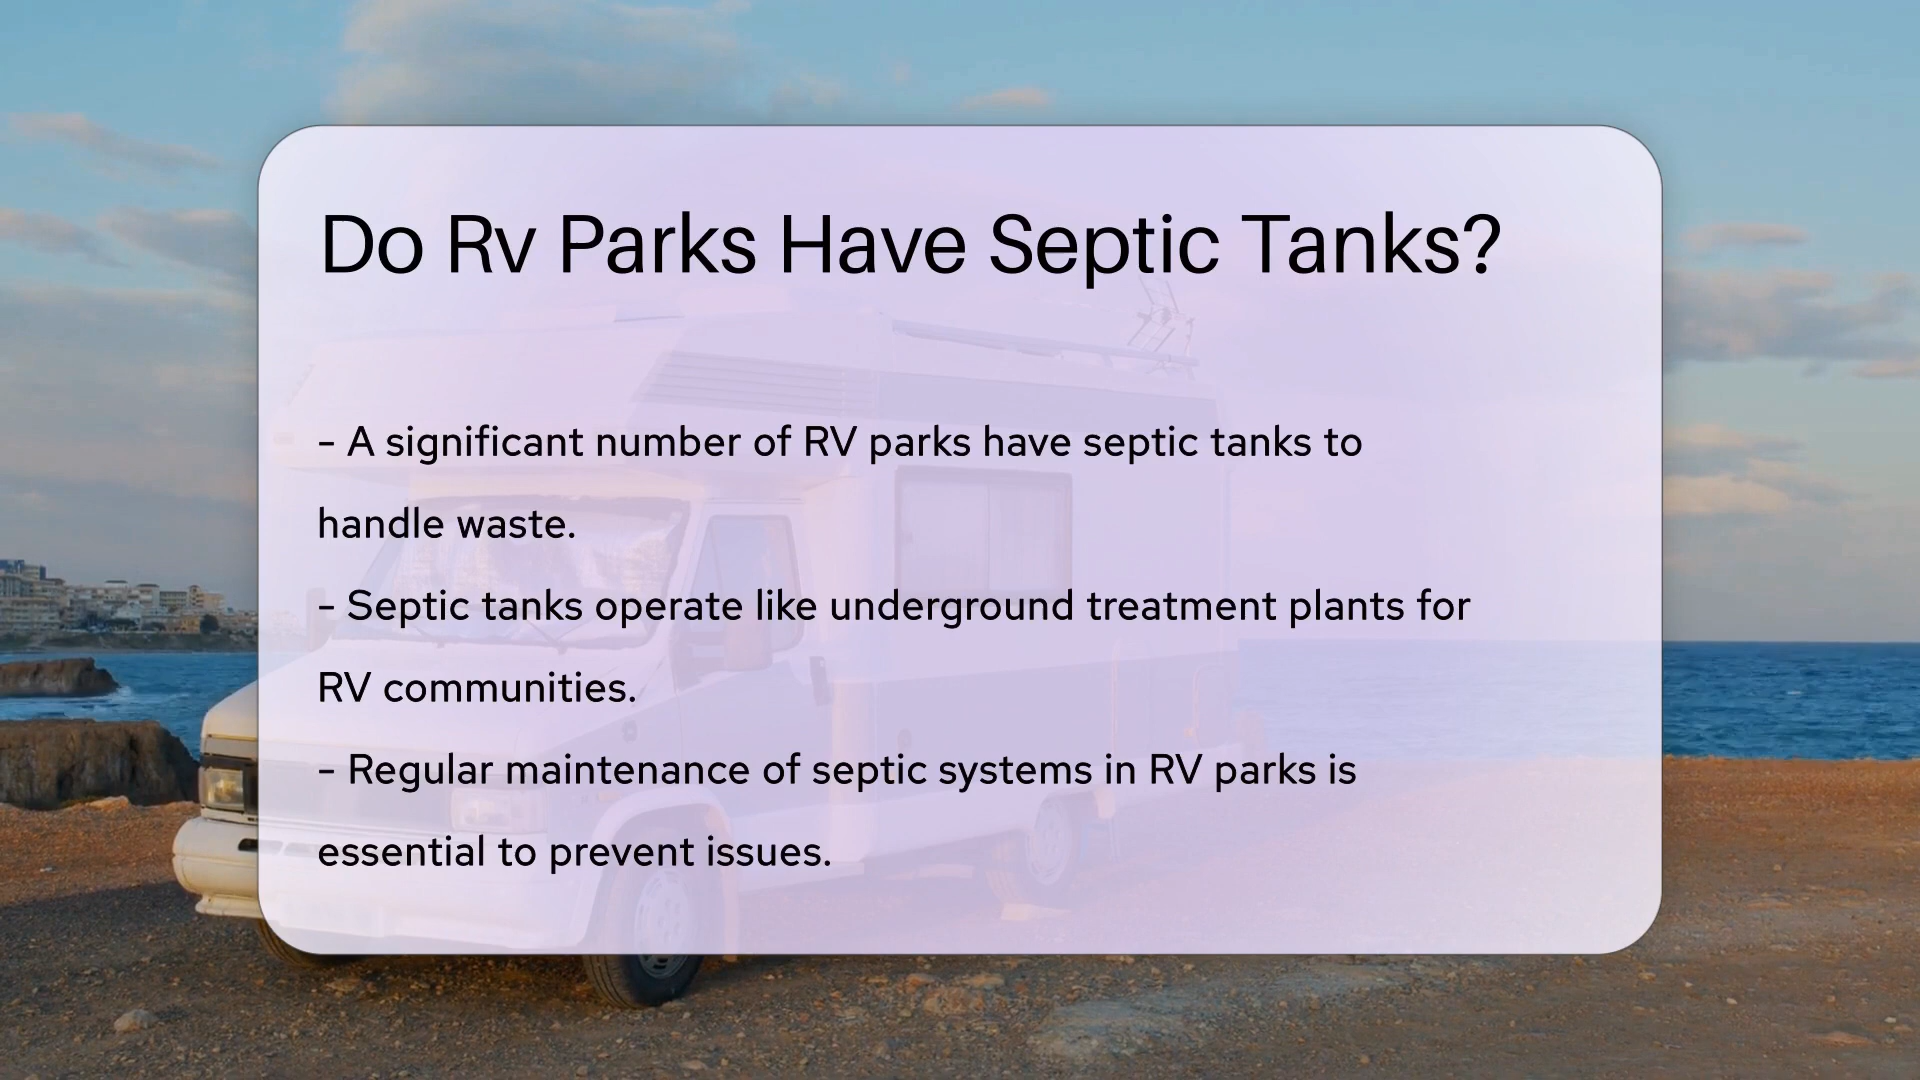 Do Rv Parks Have Septic Tanks?
– A significant number of RV parks have septic tanks to
handle waste.
– Septic tanks operate like underground treatment plants for
RV communities.
– Regular maintenance of septic systems in RV parks is
essential to prevent issues.